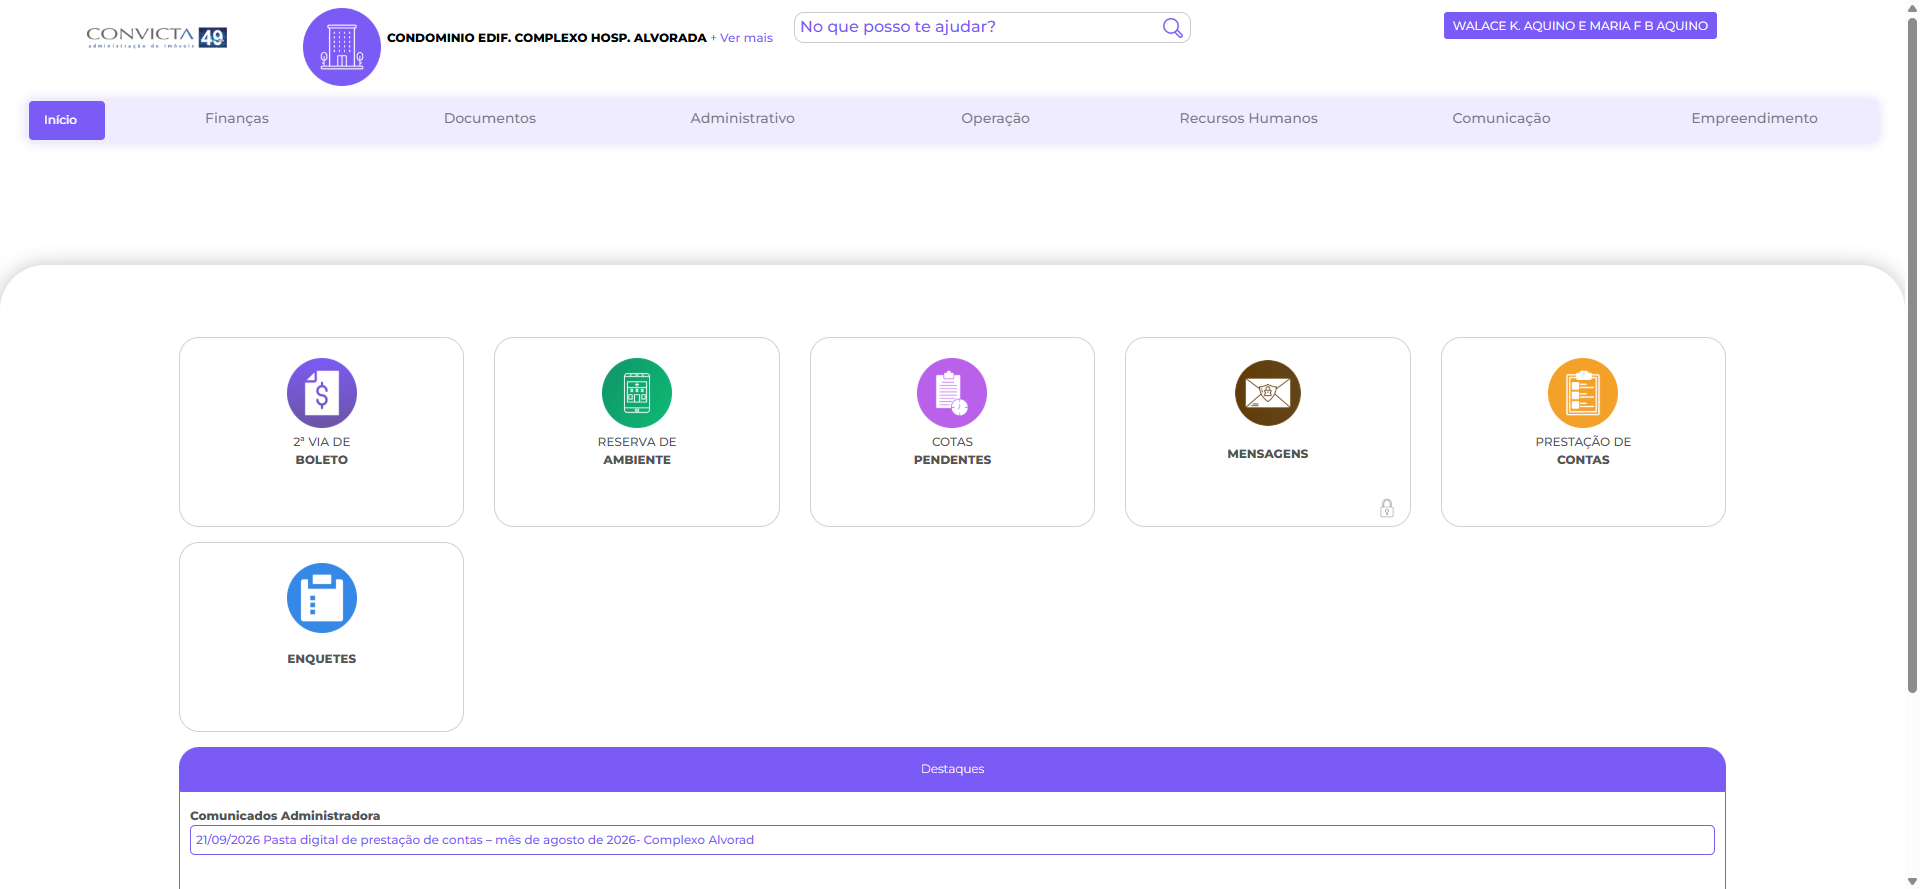 CONVICTA 49
administração de imóveis
CONDOMINIO EDIF. COMPLEXO HOSP. ALVORADA + Ver mais
No que posso te ajudar?
WALACE K. AQUINO E MARIA F B AQUINO
Início
Finanças
Documentos
Administrativo
Operação
Recursos Humanos
Comunicação
Empreendimento
2ª VIA DE
BOLETO
RESERVA DE
AMBIENTE
COTAS
PENDENTES
MENSAGENS
PRESTAÇÃO DE
CONTAS
ENQUETES
Destaques
Comunicados Administradora
21/09/2026 Pasta digital de prestação de contas – mês de agosto de 2026- Complexo Alvorad